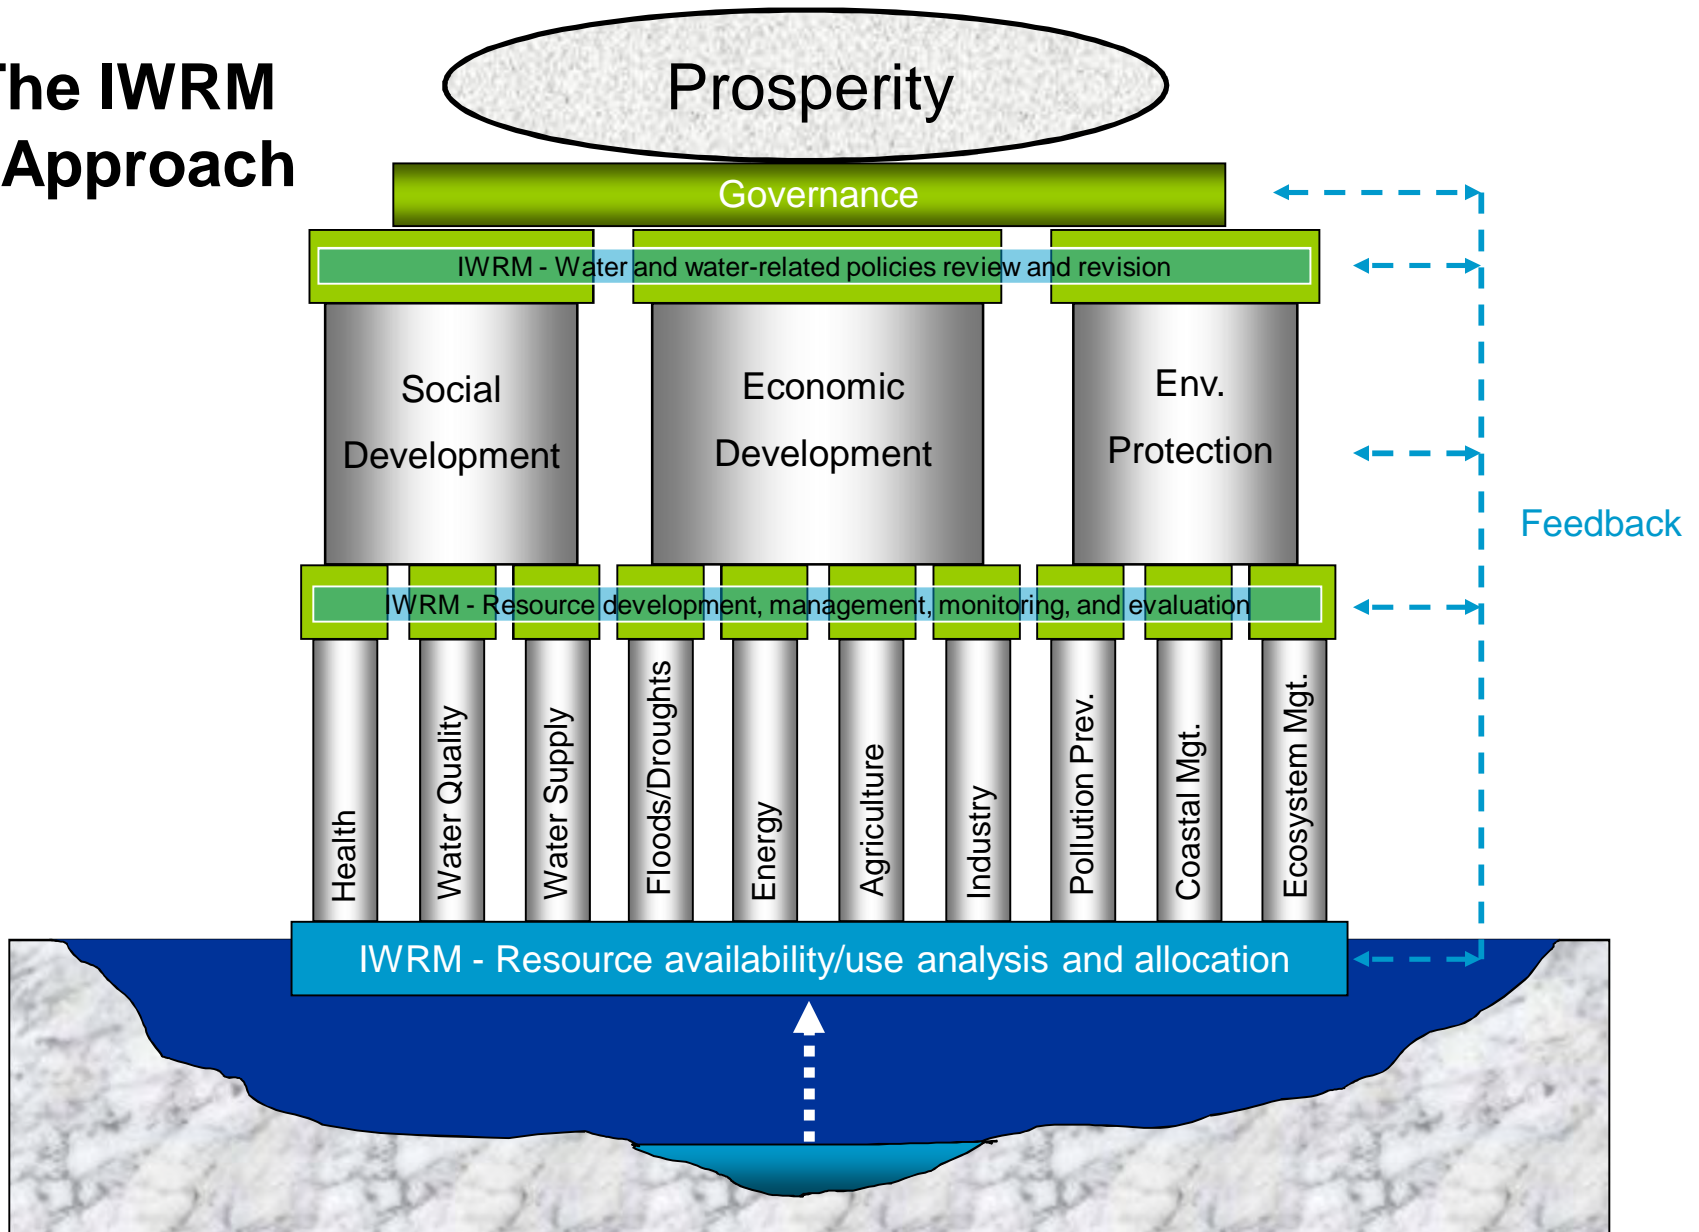 The IWRM
Approach
Prosperity
Governance
IWRM - Water and water-related policies review and revision
Social
Development
Economic
Development
Env.
Protection
Feedback
IWRM - Resource development, management, monitoring, and evaluation
Health
Water Quality
Water Supply
Floods/Droughts
Energy
Agriculture
Industry
Pollution Prev.
Coastal Mgt.
Ecosystem Mgt.
IWRM - Resource availability/use analysis and allocation